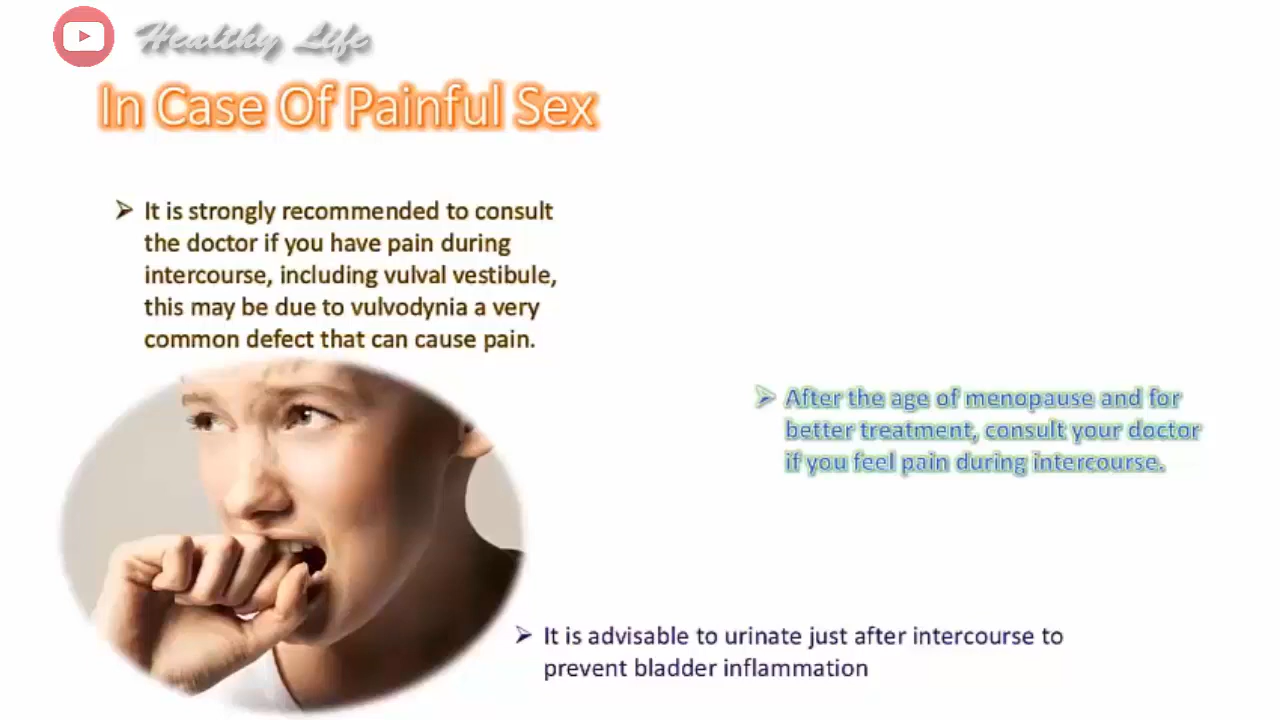 Healthy Life
In Case Of Painful Sex
➢ It is strongly recommended to consult
the doctor if you have pain during
intercourse, including vulval vestibule,
this may be due to vulvodynia a very
common defect that can cause pain.
➢ After the age of menopause and for
better treatment, consult your doctor
if you feel pain during intercourse.
➢ It is advisable to urinate just after intercourse to
prevent bladder inflammation